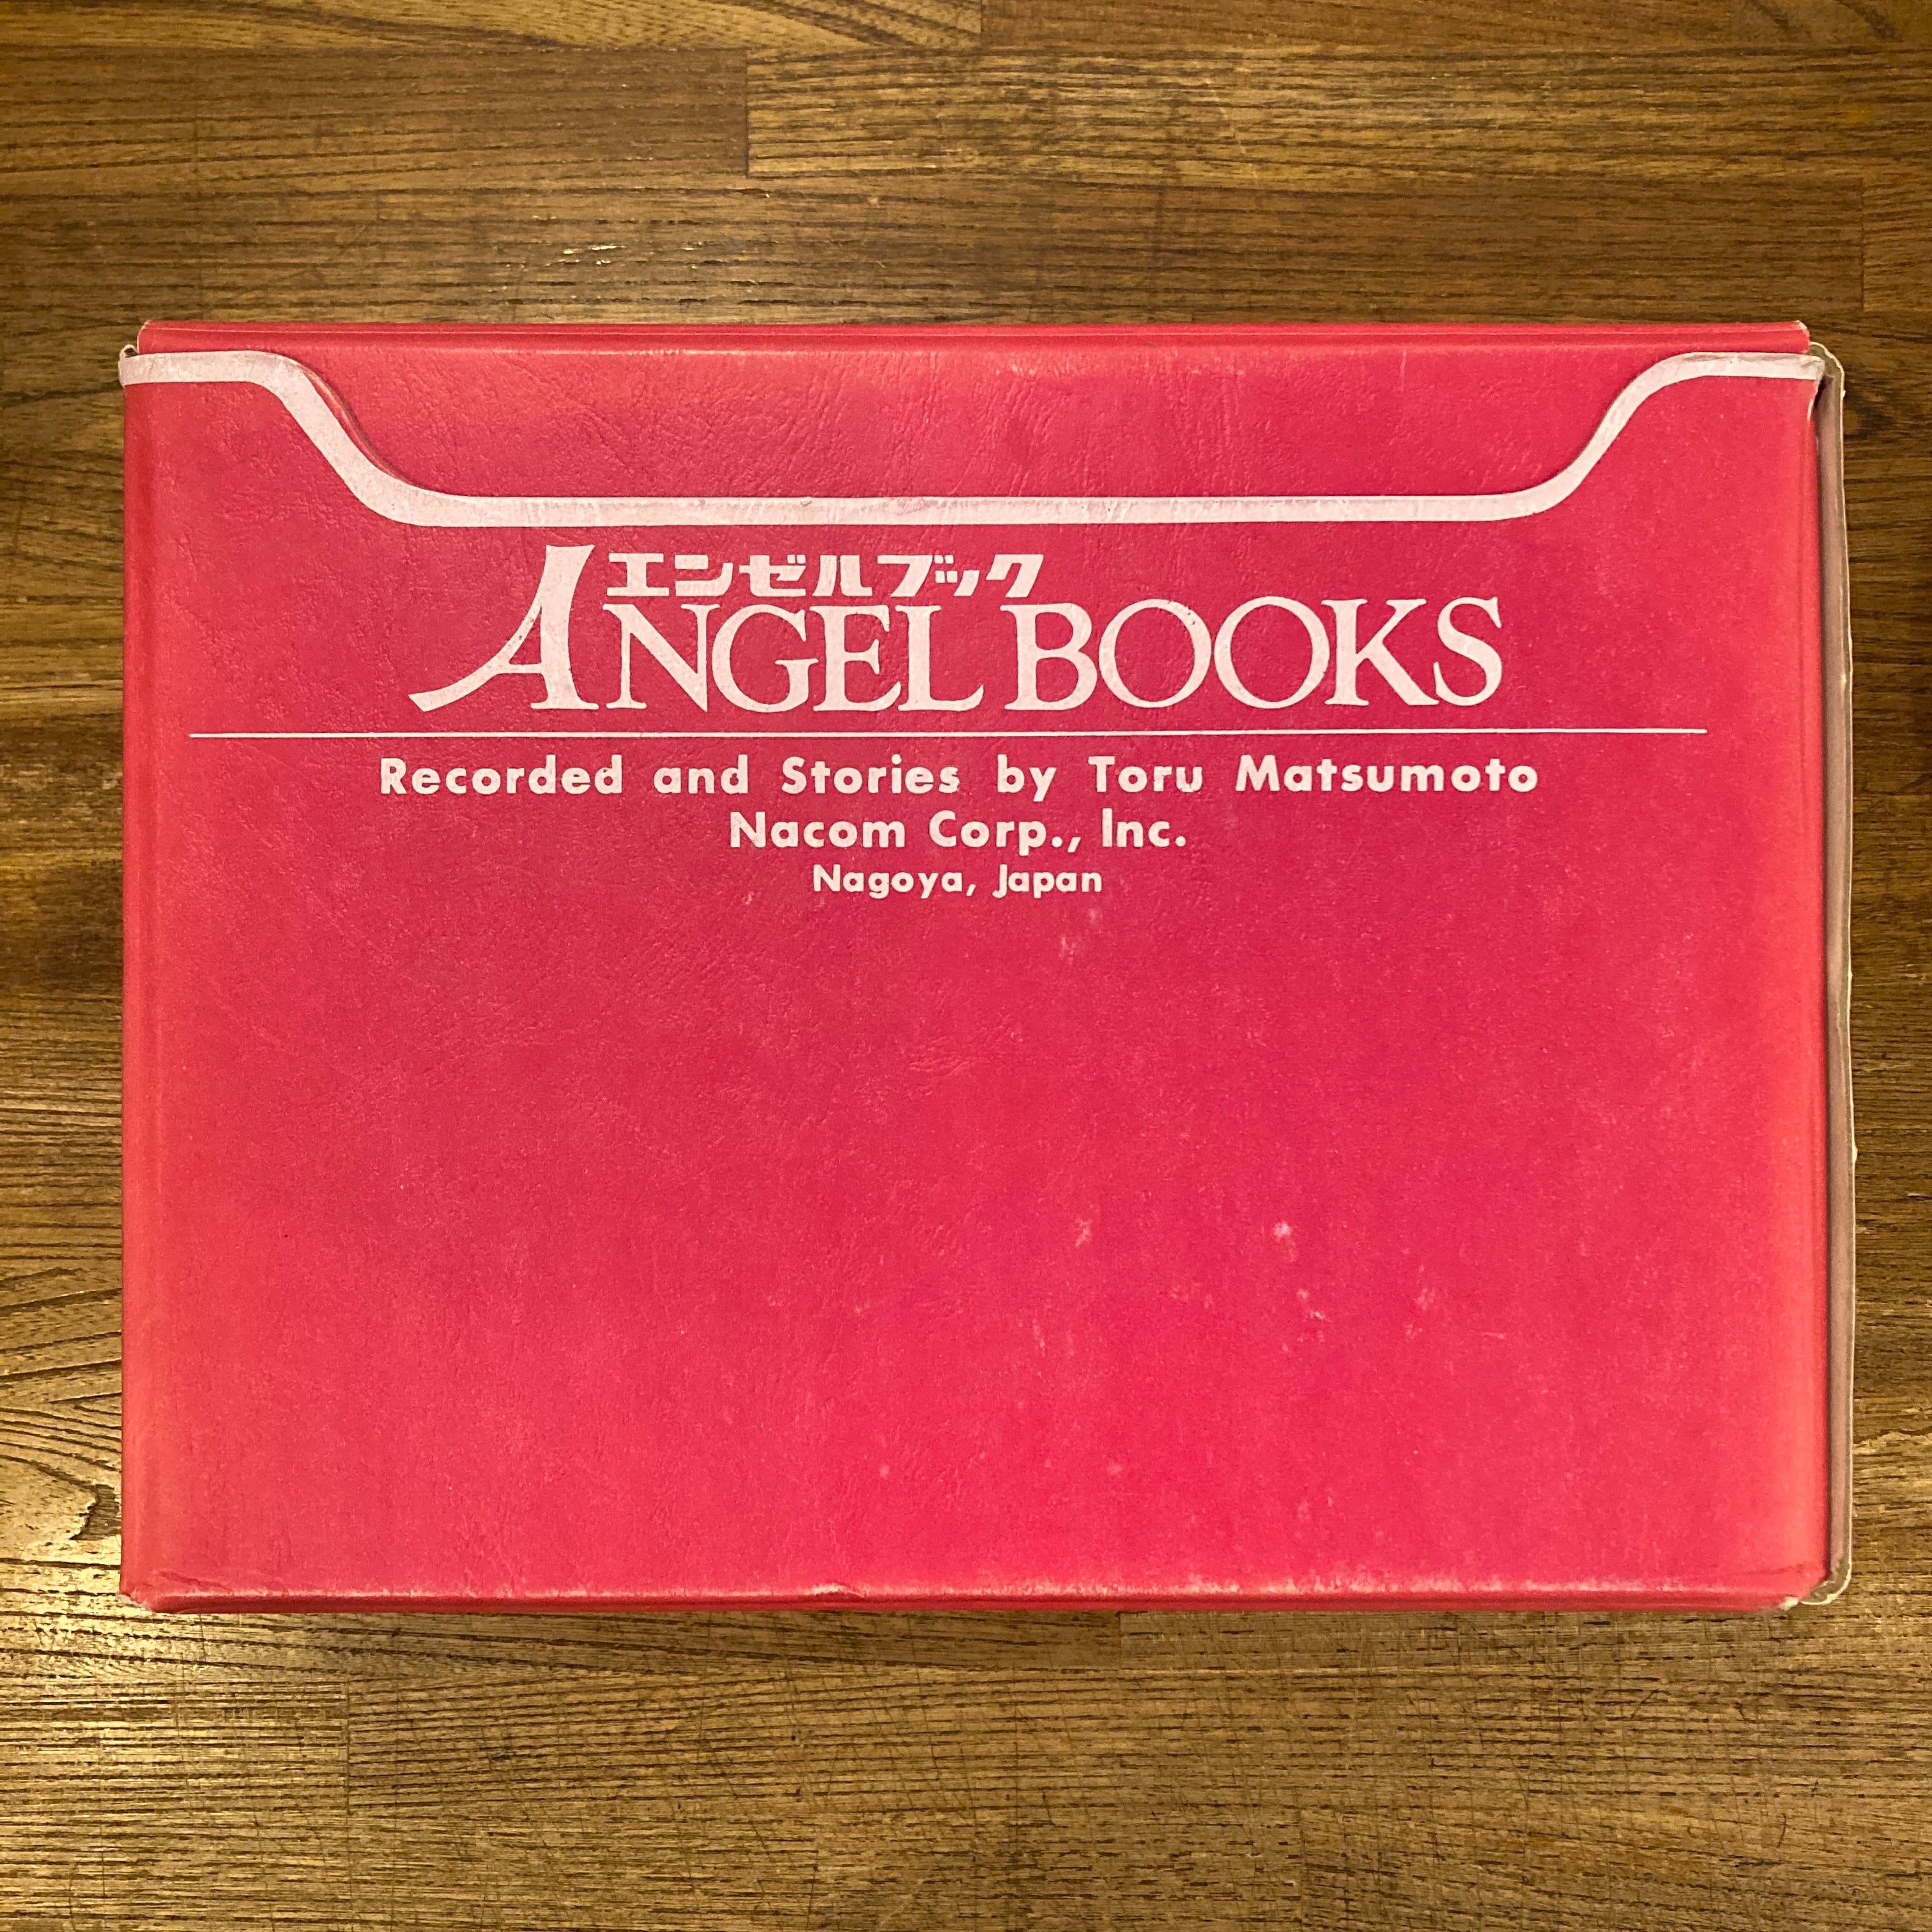 エンゼルブック
ANGEL BOOKS
Recorded and Stories by Toru Matsumoto
Nacom Corp., Inc.
Nagoya, Japan